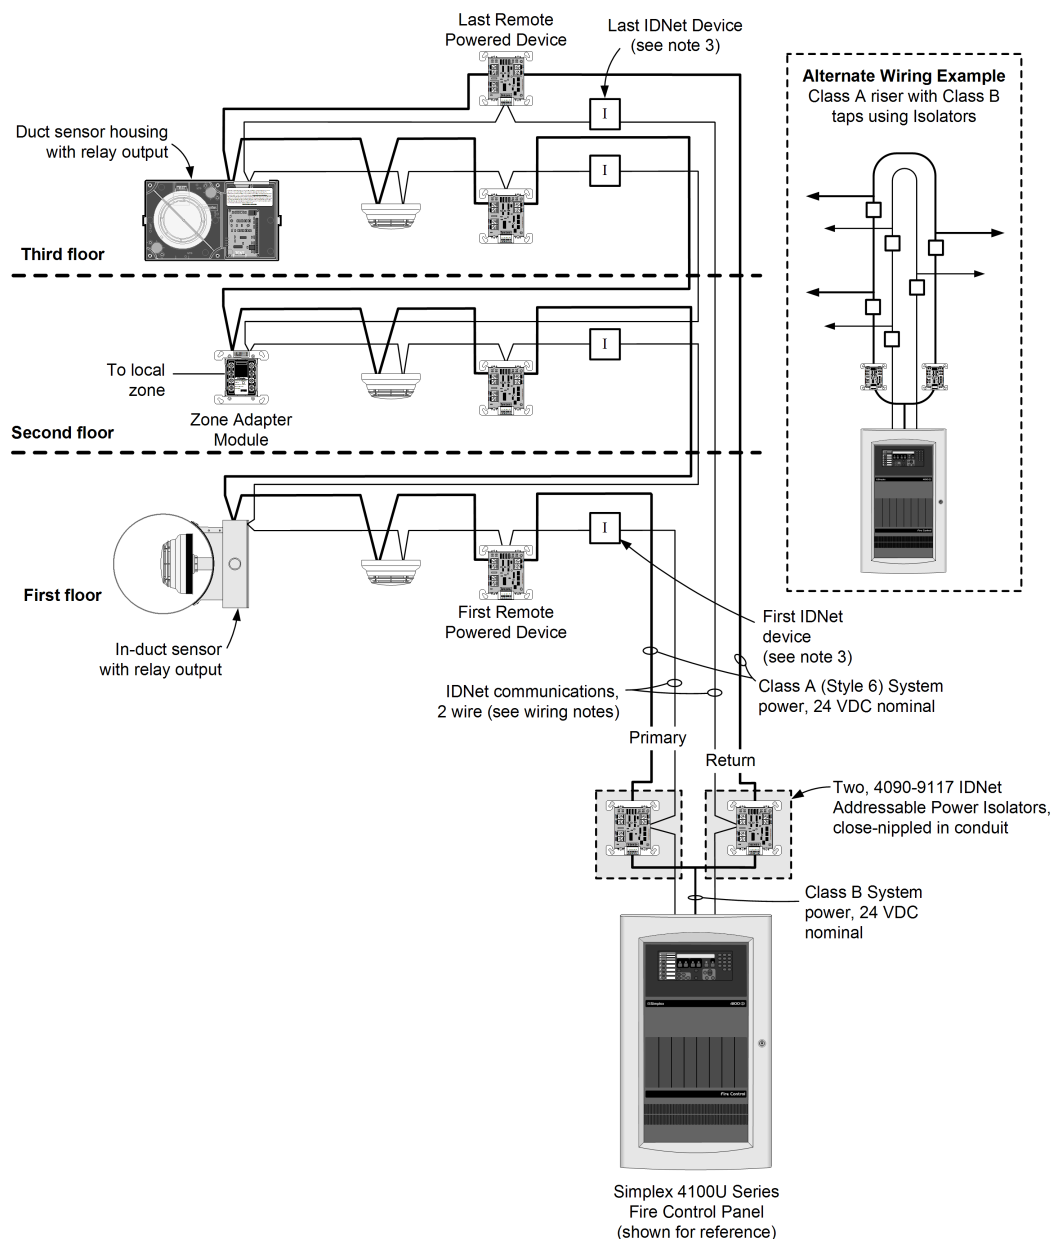 Last Remote
Powered Device
Last IDNet Device
(see note 3)
Alternate Wiring Example
Class A riser with Class B
taps using Isolators
Duct sensor housing
with relay output
I
I
Third floor
To local
zone
I
Zone Adapter
Module
Second floor
I
First floor
First Remote
Powered Device
First IDNet
device
(see note 3)
In-duct sensor
with relay output
IDNet communications,
2 wire (see wiring notes)
Class A (Style 6) System
power, 24 VDC nominal
Primary
Return
Two, 4090-9117 IDNet
Addressable Power Isolators,
close-nippled in conduit
Class B System
power, 24 VDC
nominal
Simplex
Fire Control
Simplex 4100U Series
Fire Control Panel
(shown for reference)